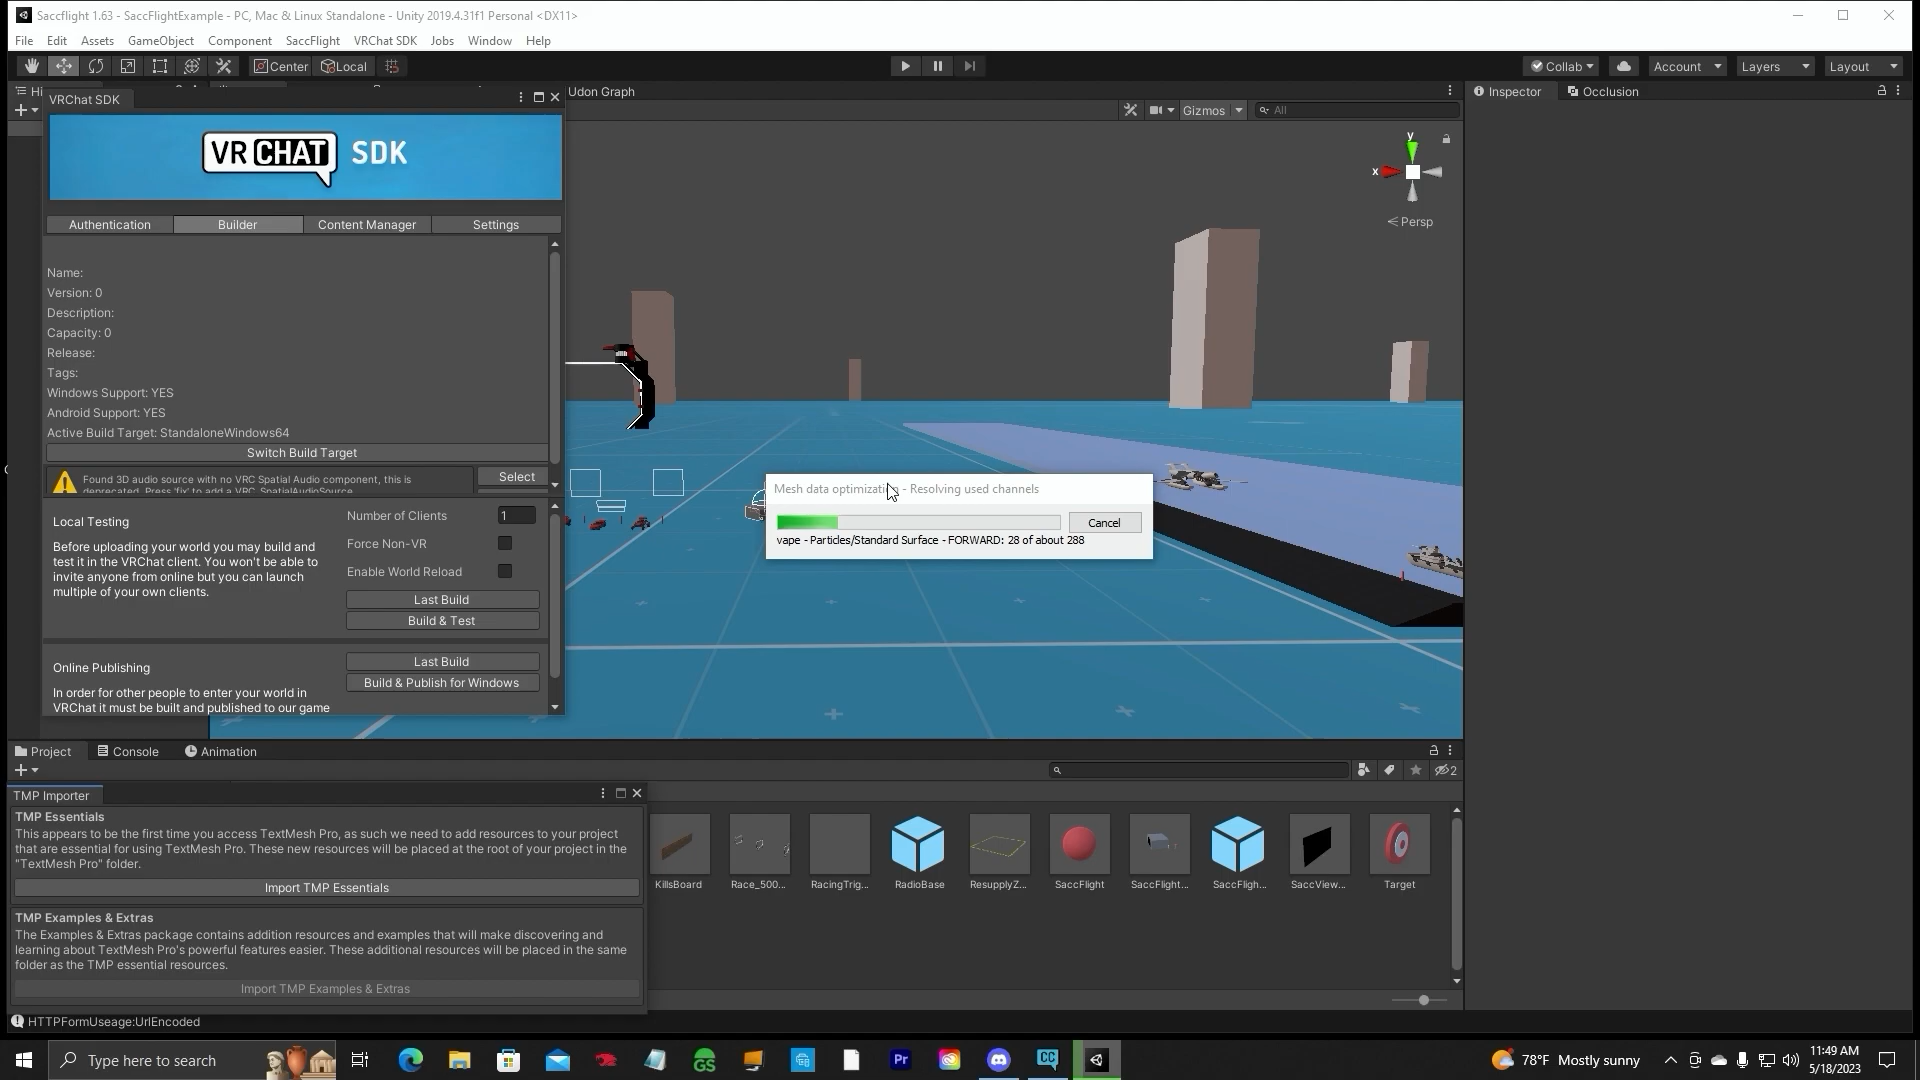 Saccflight 1.63 - SaccFlightExample - PC, Mac & Linux Standalone - Unity 2019.4.31f1 Personal <DX11>
File Edit Assets GameObject Component SaccFlight VRChat SDK Jobs Window Help
Center Local Collab Account Layers Layout
VRChat SDK
Udon Graph
Inspector Occlusion
Gizmos All
VR CHAT SDK
y
x
Persp
Authentication Builder Content Manager Settings
Name:
Version: 0
Description:
Capacity: 0
Release:
Tags:
Windows Support: YES
Android Support: YES
Active Build Target: StandaloneWindows64
Switch Build Target
Found 3D audio source with no VRC Spatial Audio component, this is
deprecated. Press 'fix' to add a VRC_SpatialAudioSource.
Select
Local Testing
Before uploading your world you may build and
test it in the VRChat client. You won't be able to
invite anyone from online but you can launch
multiple of your own clients.
Number of Clients 1
Force Non-VR
Enable World Reload
Last Build
Build & Test
Online Publishing
In order for other people to enter your world in
VRChat it must be built and published to our game
Last Build
Build & Publish for Windows
Mesh data optimization - Resolving used channels
Cancel
vape - Particles/Standard Surface - FORWARD: 28 of about 288
Project Console Animation
2
TMP Importer
TMP Essentials
This appears to be the first time you access TextMesh Pro, as such we need to add resources to your project
that are essential for using TextMesh Pro. These new resources will be placed at the root of your project in the
"TextMesh Pro" folder.
Import TMP Essentials
TMP Examples & Extras
The Examples & Extras package contains addition resources and examples that will make discovering and
learning about TextMesh Pro's powerful features easier. These additional resources will be placed in the same
folder as the TMP essential resources.
Import TMP Examples & Extras
KillsBoard Race_500... RacingTrig... RadioBase ResupplyZ... SaccFlight SaccFlight... SaccFligh... SaccView... Target
HTTPFormUseage:UrlEncoded
Type here to search
GS
Pr
CC
78°F Mostly sunny
11:49 AM
5/18/2023